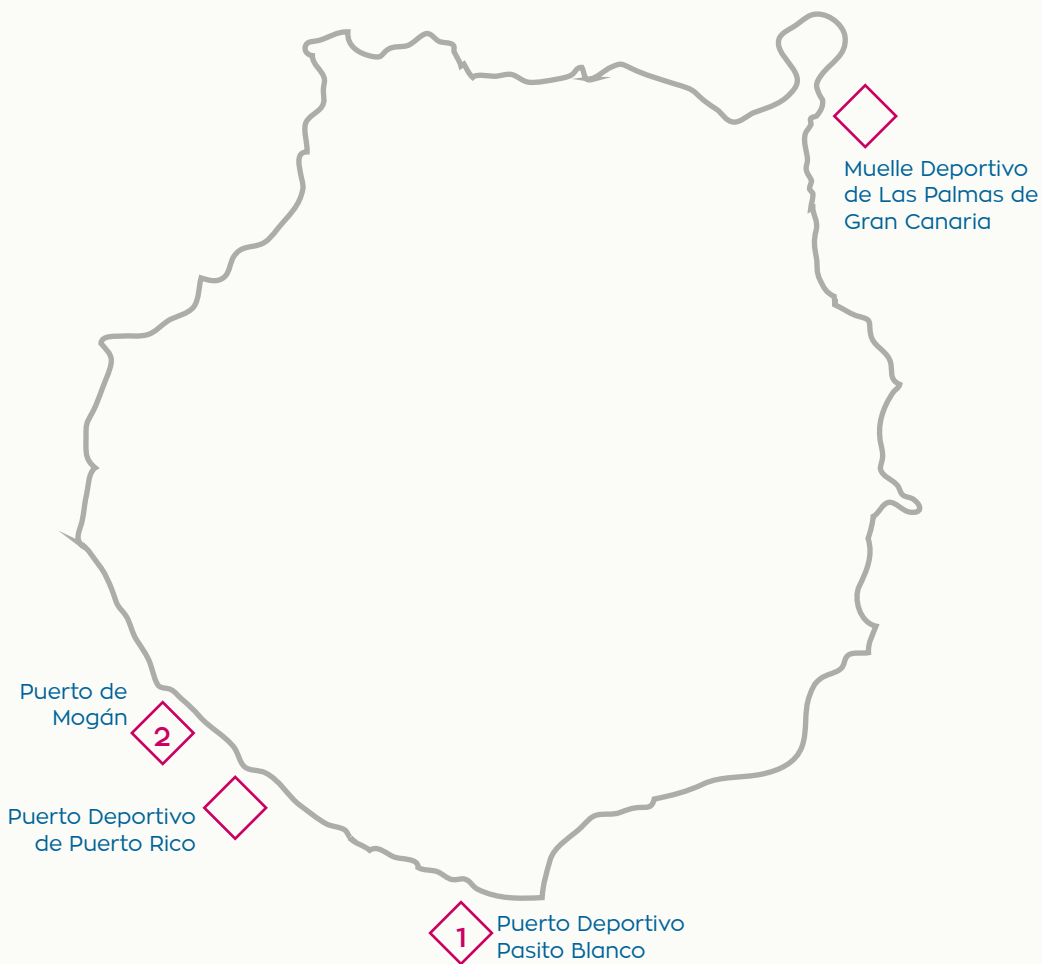 Muelle Deportivo
de Las Palmas de
Gran Canaria
Puerto de
Mogán
2
Puerto Deportivo
de Puerto Rico
1
Puerto Deportivo
Pasito Blanco